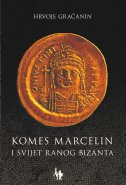 HRVOJE GRAČANIN
KOMES MARCELIN
I SVIJET RANOG BIZANTA